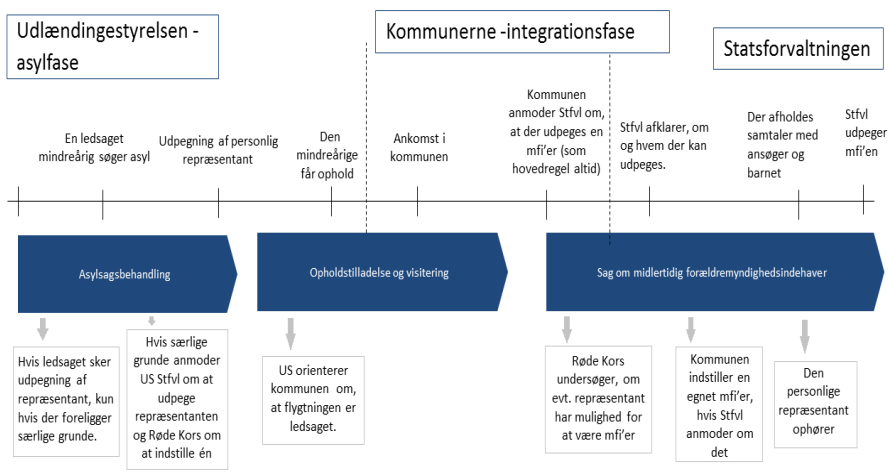 Udlændingestyrelsen -
asylfase
Kommunerne -integrationsfase
Statsforvaltningen
En ledsaget
mindreårig søger asyl
Udpegning af personlig
repræsentant
Den
mindreårige
får ophold
Ankomst i
kommunen
Kommunen
anmoder Stfvl om,
at der udpeges en
mfi’er (som
hovedregel altid)
Stfvl afklarer, om
og hvem der kan
udpeges.
Der afholdes
samtaler med
ansøger og
barnet
Stfvl
udpeger
mfi’en
Asylsagsbehandling
Opholdstilladelse og visitering
Sag om midlertidig forældremyndighedsindehaver
Hvis ledsaget sker
udpegning af
repræsentant, kun
hvis der foreligger
særlige grunde.
Hvis særlige
grunde anmoder
US Stfvl om at
udpege
repræsentanten
og Røde Kors om
at indstille én
US orienterer
kommunen om,
at flygtningen er
ledsaget.
Røde Kors
undersøger, om
evt. repræsentant
har mulighed for
at være mfi’er
Kommunen
indstiller en
egnet mfi’er,
hvis Stfvl
anmoder om
det
Den
personlige
repræsentant
ophører